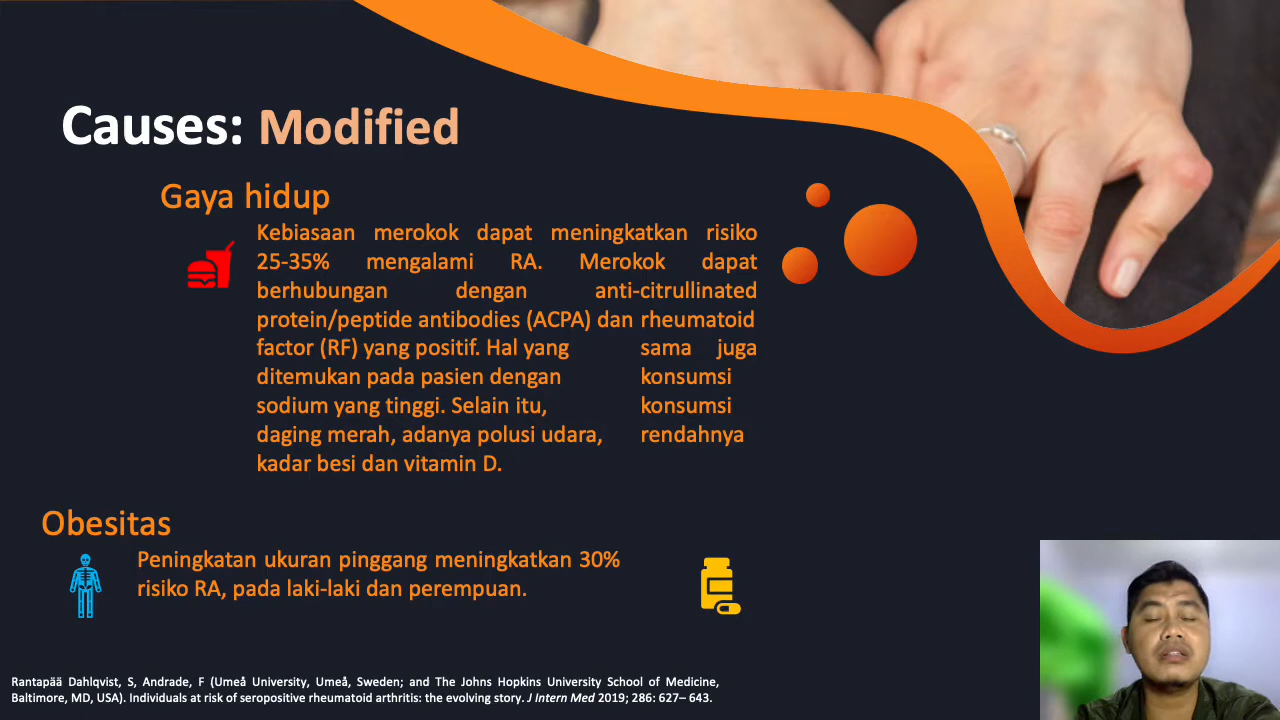 Causes: Modified
Gaya hidup
Kebiasaan merokok dapat meningkatkan risiko
25-35% mengalami RA. Merokok dapat
berhubungan dengan anti-citrullinated
protein/peptide antibodies (ACPA) dan rheumatoid
factor (RF) yang positif. Hal yang sama juga
ditemukan pada pasien dengan konsumsi
sodium yang tinggi. Selain itu, konsumsi
daging merah, adanya polusi udara, rendahnya
kadar besi dan vitamin D.
Obesitas
Peningkatan ukuran pinggang meningkatkan 30%
risiko RA, pada laki-laki dan perempuan.
Rantapää Dahlqvist, S, Andrade, F (Umeå University, Umeå, Sweden; and The Johns Hopkins University School of Medicine,
Baltimore, MD, USA). Individuals at risk of seropositive rheumatoid arthritis: the evolving story. J Intern Med 2019; 286: 627– 643.